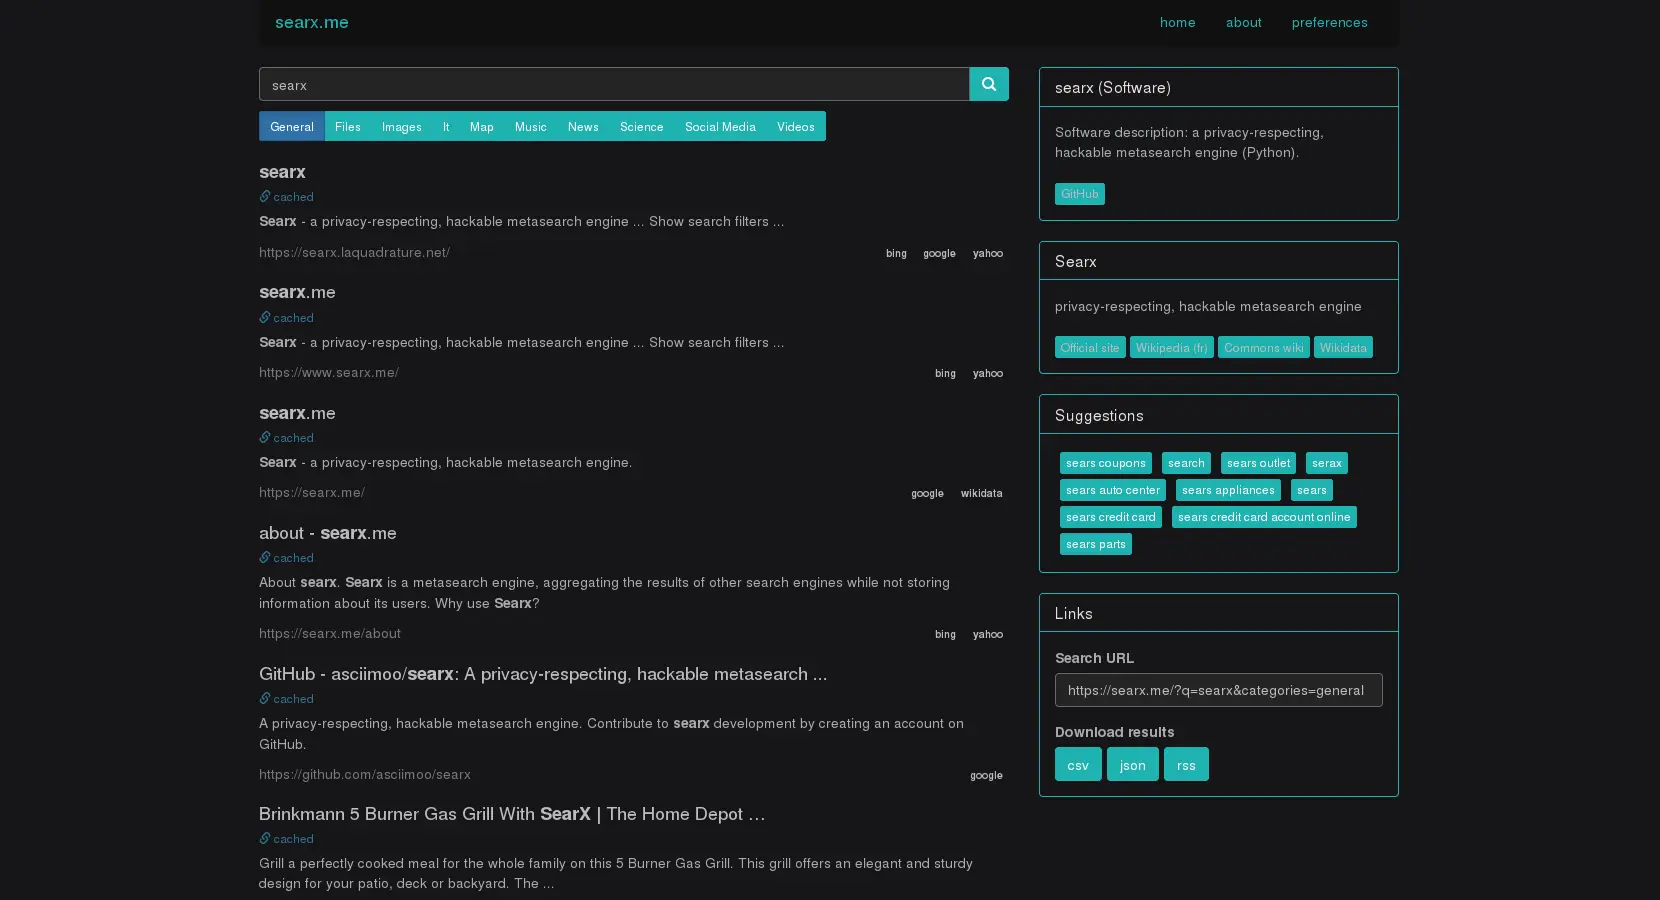 searx.me
home about preferences
searx
General Files Images It Map Music News Science Social Media Videos
searx
cached
Searx - a privacy-respecting, hackable metasearch engine ... Show search filters ...
https://searx.laquadrature.net/ bing google yahoo
searx.me
cached
Searx - a privacy-respecting, hackable metasearch engine ... Show search filters ...
https://www.searx.me/ bing yahoo
searx.me
cached
Searx - a privacy-respecting, hackable metasearch engine.
https://searx.me/ google wikidata
about - searx.me
cached
About searx. Searx is a metasearch engine, aggregating the results of other search engines while not storing
information about its users. Why use Searx?
https://searx.me/about bing yahoo
GitHub - asciimoo/searx: A privacy-respecting, hackable metasearch ...
cached
A privacy-respecting, hackable metasearch engine. Contribute to searx development by creating an account on
GitHub.
https://github.com/asciimoo/searx google
Brinkmann 5 Burner Gas Grill With SearX | The Home Depot ...
cached
Grill a perfectly cooked meal for the whole family on this 5 Burner Gas Grill. This grill offers an elegant and sturdy
design for your patio, deck or backyard. The ...
searx (Software)
Software description: a privacy-respecting,
hackable metasearch engine (Python).
GitHub
Searx
privacy-respecting, hackable metasearch engine
Official site Wikipedia (fr) Commons wiki Wikidata
Suggestions
sears coupons search sears outlet serax
sears auto center sears appliances sears
sears credit card sears credit card account online
sears parts
Links
Search URL
https://searx.me/?q=searx&categories=general
Download results
csv json rss